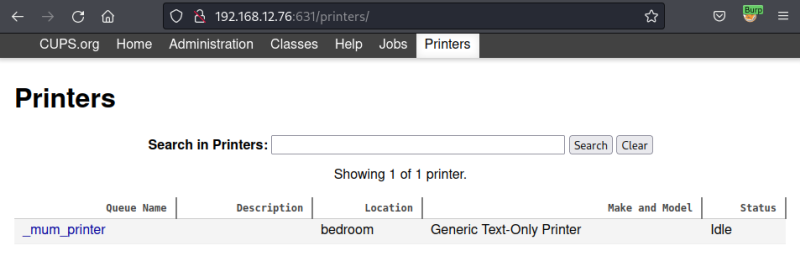 192.168.12.76:631/printers/
Burp
CUPS.org Home Administration Classes Help Jobs Printers
Printers
Search in Printers: Search Clear
Showing 1 of 1 printer.
Queue Name Description Location Make and Model Status
_mum_printer bedroom Generic Text-Only Printer Idle